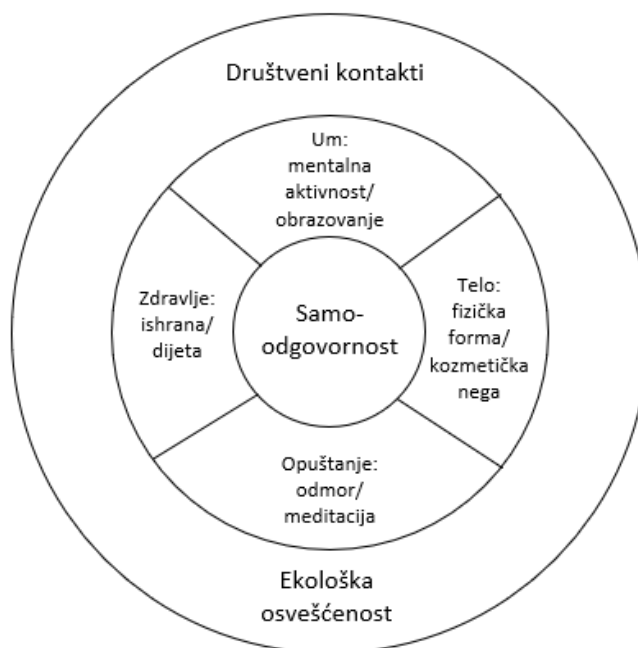 Društveni kontakti
Um:
mentalna
aktivnost/
obrazovanje
Zdravlje:
ishrana/
dijeta
Samo-
odgovornost
Telo:
fizička
forma/
kozmetička
nega
Opuštanje:
odmor/
meditacija
Ekološka
osvešćenost